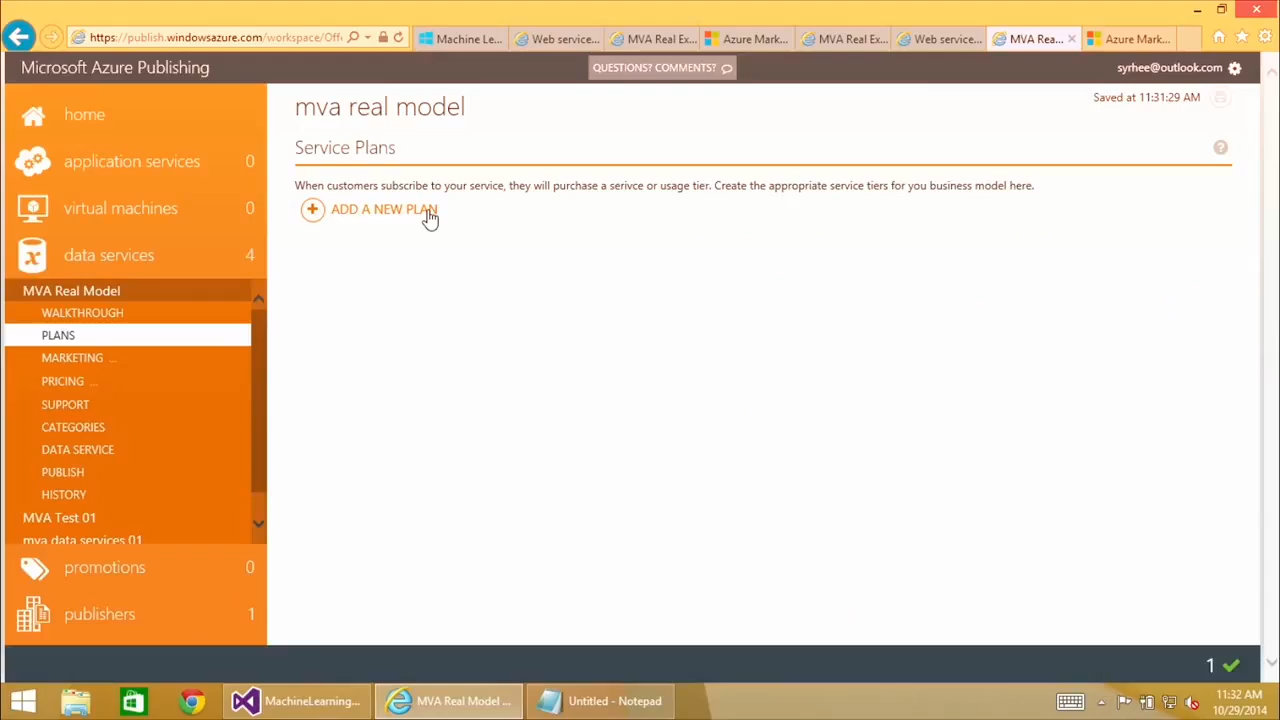 https://publish.windowsazure.com/workspace/Offe
Machine Le...
Web service...
MVA Real Ex...
Azure Mark...
MVA Real Ex...
Web service...
MVA Rea...
Azure Mark...
Microsoft Azure Publishing
QUESTIONS? COMMENTS?
syrhee@outlook.com
home
application services 0
virtual machines 0
data services 4
MVA Real Model
WALKTHROUGH
PLANS
MARKETING ...
PRICING ...
SUPPORT
CATEGORIES
DATA SERVICE
PUBLISH
HISTORY
MVA Test 01
mva data services 01
promotions 0
publishers 1
mva real model
Saved at 11:31:29 AM
Service Plans
?
When customers subscribe to your service, they will purchase a serivce or usage tier. Create the appropriate service tiers for you business model here.
ADD A NEW PLAN
1
MachineLearning...
MVA Real Model ...
Untitled - Notepad
11:32 AM
10/29/2014